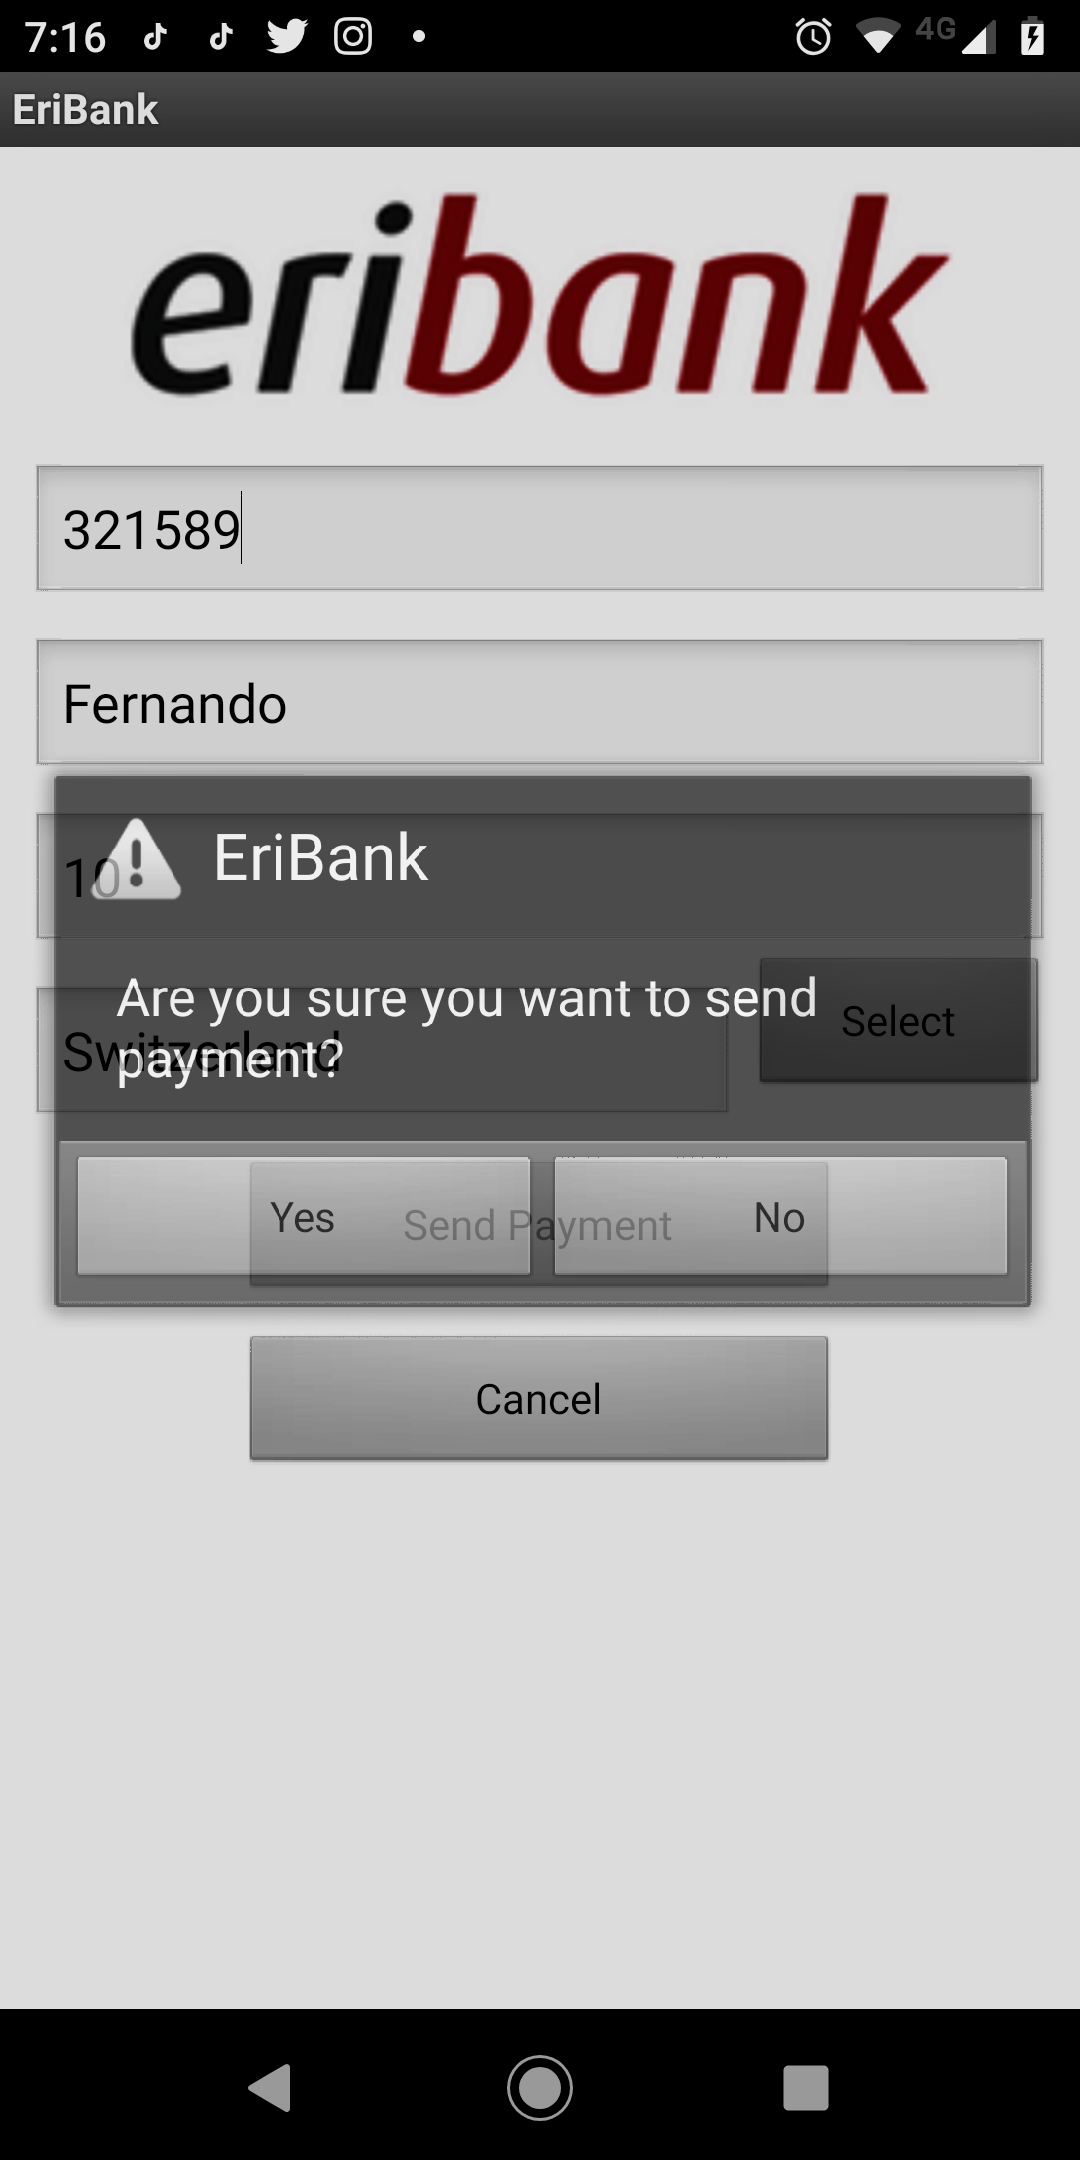 7:16
4G
EriBank
eribank
321589
Fernando
10
EriBank
Are you sure you want to send
payment?
Switzerland
Select
Yes
No
Send Payment
Cancel